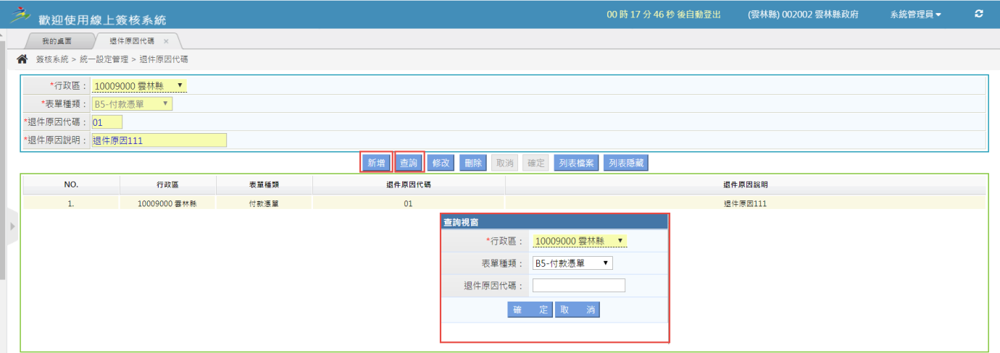 歡迎使用線上簽核系統
00 時 17 分 46 秒 後自動登出 (雲林縣) 002002 雲林縣政府 系統管理員
我的桌面 退件原因代碼 ×
簽核系統 > 統一設定管理 > 退件原因代碼
*行政區： 10009000 雲林縣
*表單種類： B5-付款憑單
*退件原因代碼： 01
*退件原因說明： 退件原因111
新增 查詢 修改 刪除 取消 確定 列表檔案 列表隱藏
NO. 行政區 表單種類 退件原因代碼 退件原因說明
1. 10009000 雲林縣 付款憑單 01 退件原因111
查詢視窗
*行政區： 10009000 雲林縣
表單種類： B5-付款憑單
退件原因代碼：
確 定 取 消